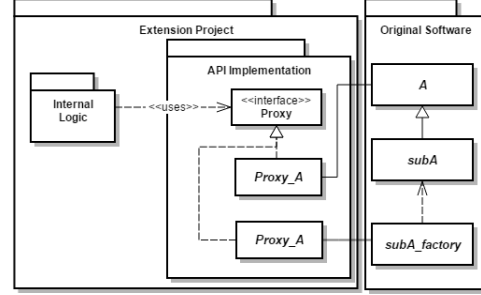 Extension Project
Original Software
API Implementation
Internal
Logic
<<uses>>
<<interface>>
Proxy
A
Proxy_A
subA
Proxy_A
subA_factory